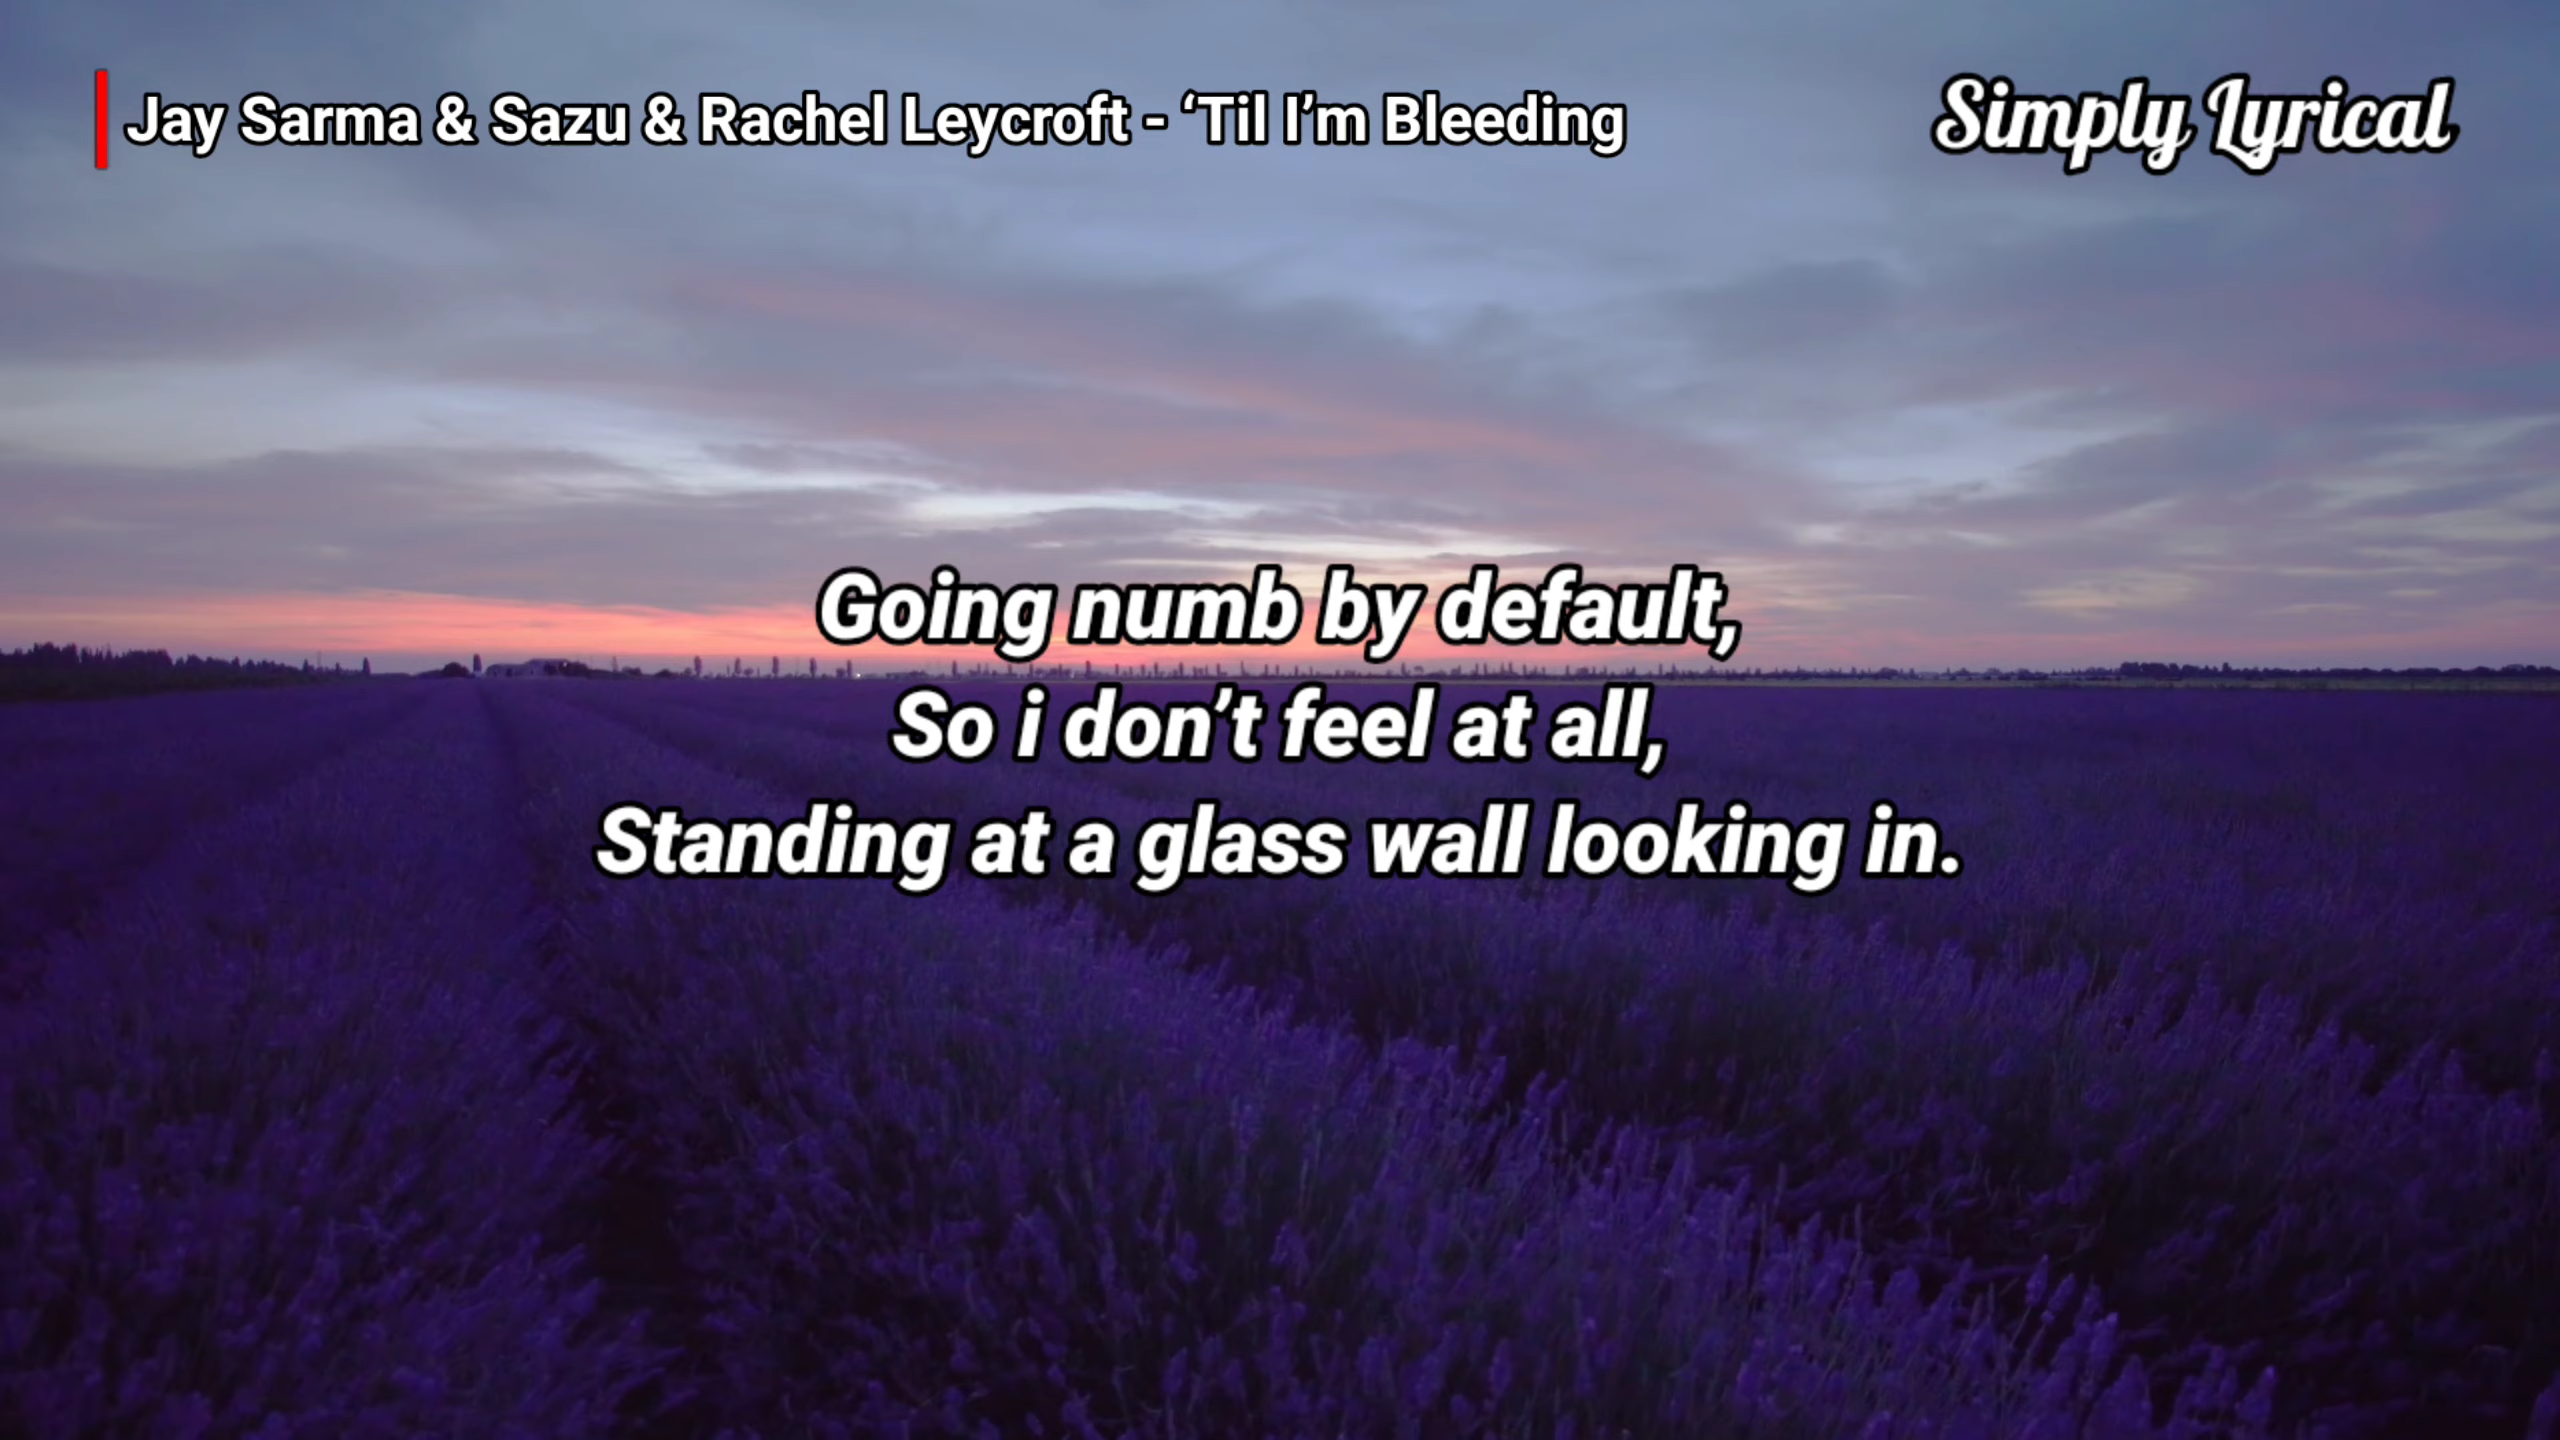 Jay Sarma & Sazu & Rachel Leycroft - ‘Til I’m Bleeding
Simply Lyrical
Going numb by default,
So i don’t feel at all,
Standing at a glass wall looking in.